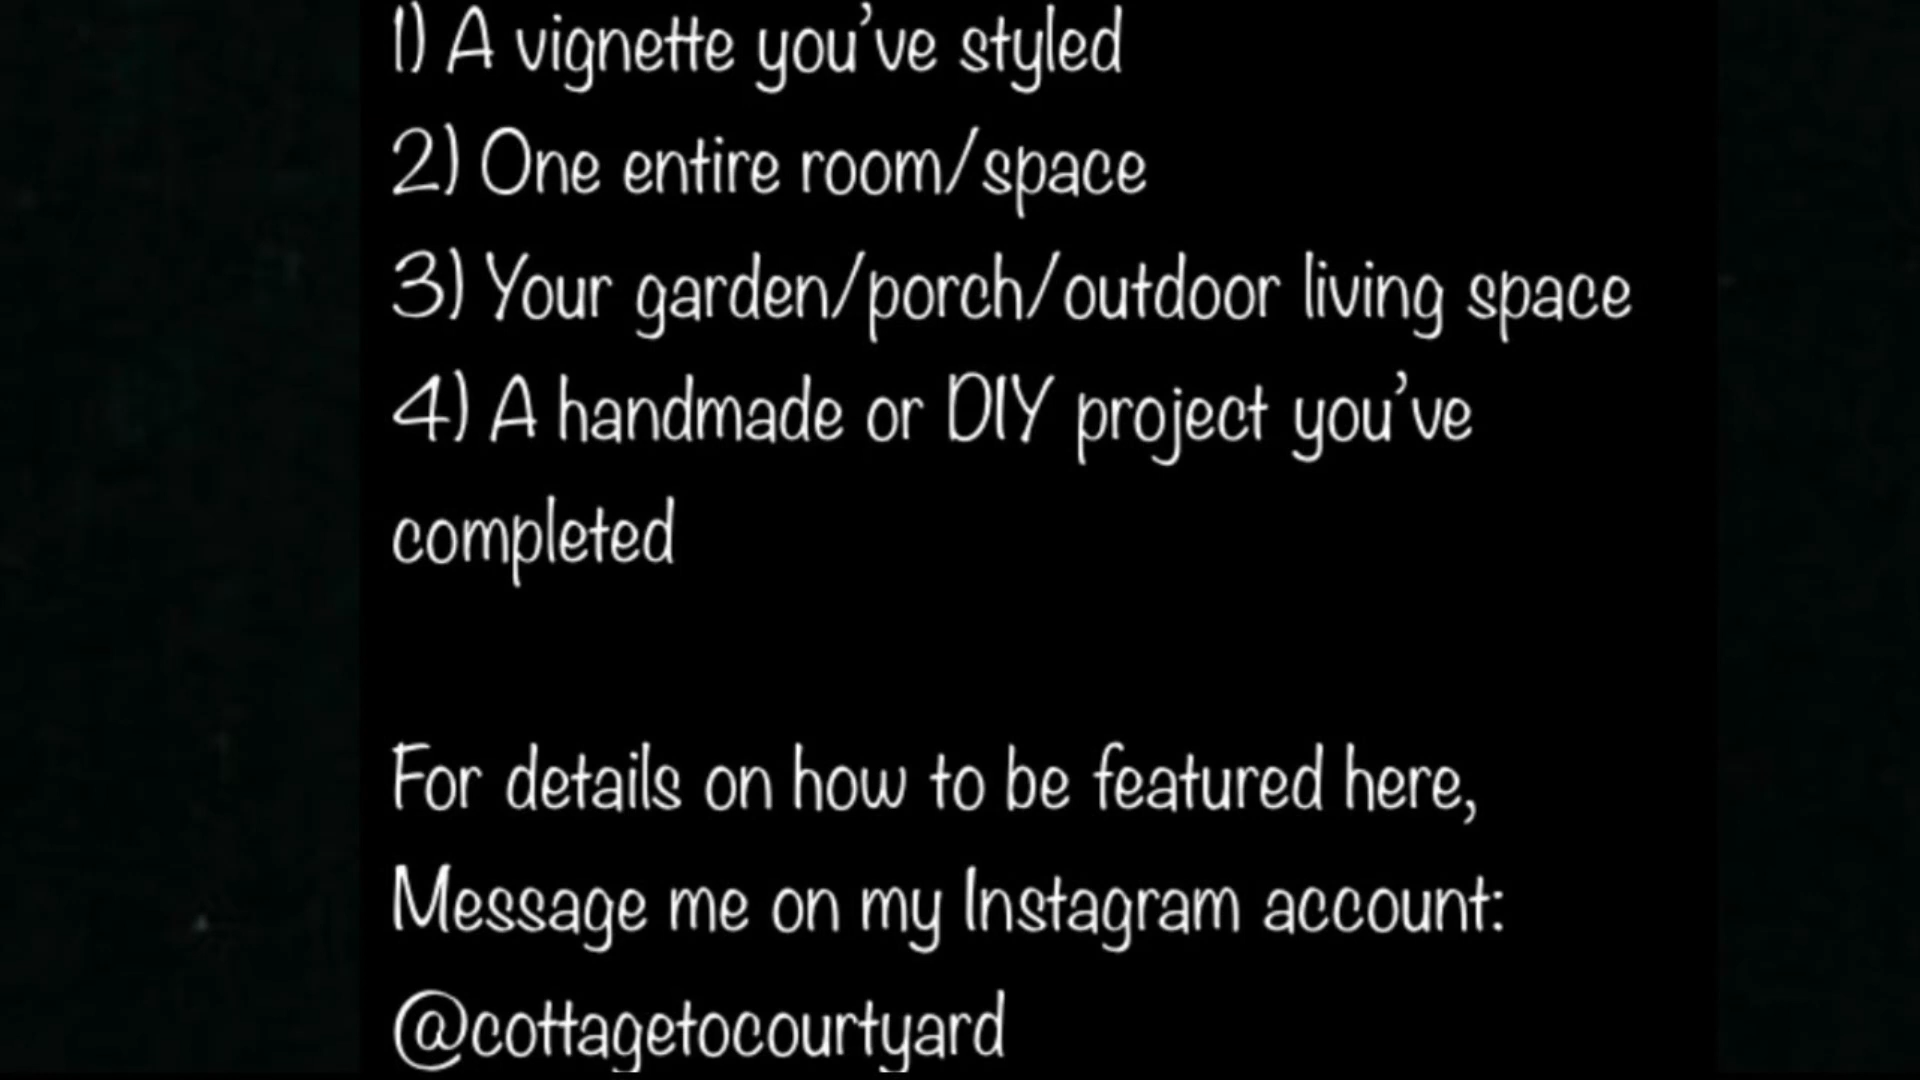 1) A vignette you've styled
2) One entire room/space
3) Your garden/porch/outdoor living space
4) A handmade or DIY project you've
completed
For details on how to be featured here,
Message me on my Instagram account:
@cottagetocourtyard